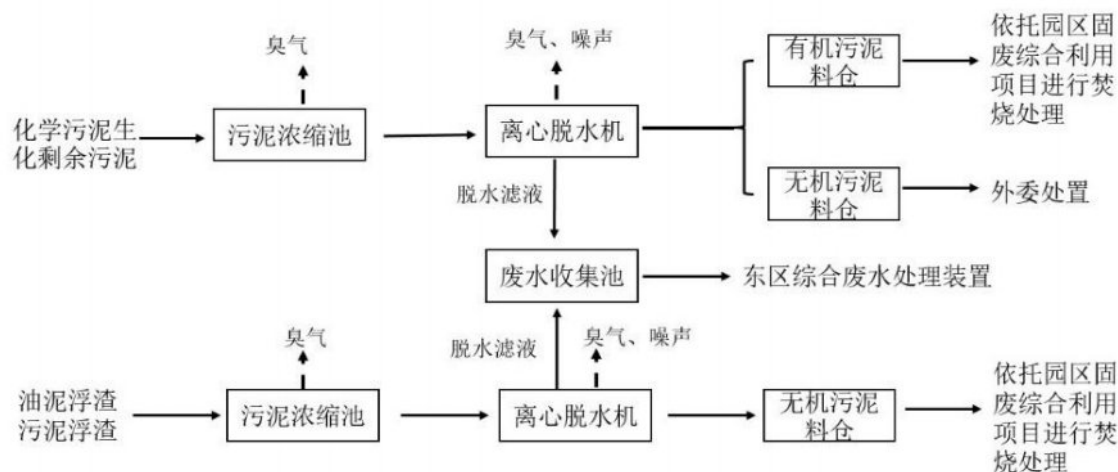 臭气
臭气、噪声
有机污泥
料仓
依托园区固
废综合利用
项目进行焚
烧处理
化学污泥生
化剩余污泥
污泥浓缩池
离心脱水机
脱水滤液
无机污泥
料仓
外委处置
废水收集池
东区综合废水处理装置
臭气
脱水滤液
臭气、噪声
油泥浮渣
污泥浮渣
污泥浓缩池
离心脱水机
无机污泥
料仓
依托园区固
废综合利用
项目进行焚
烧处理